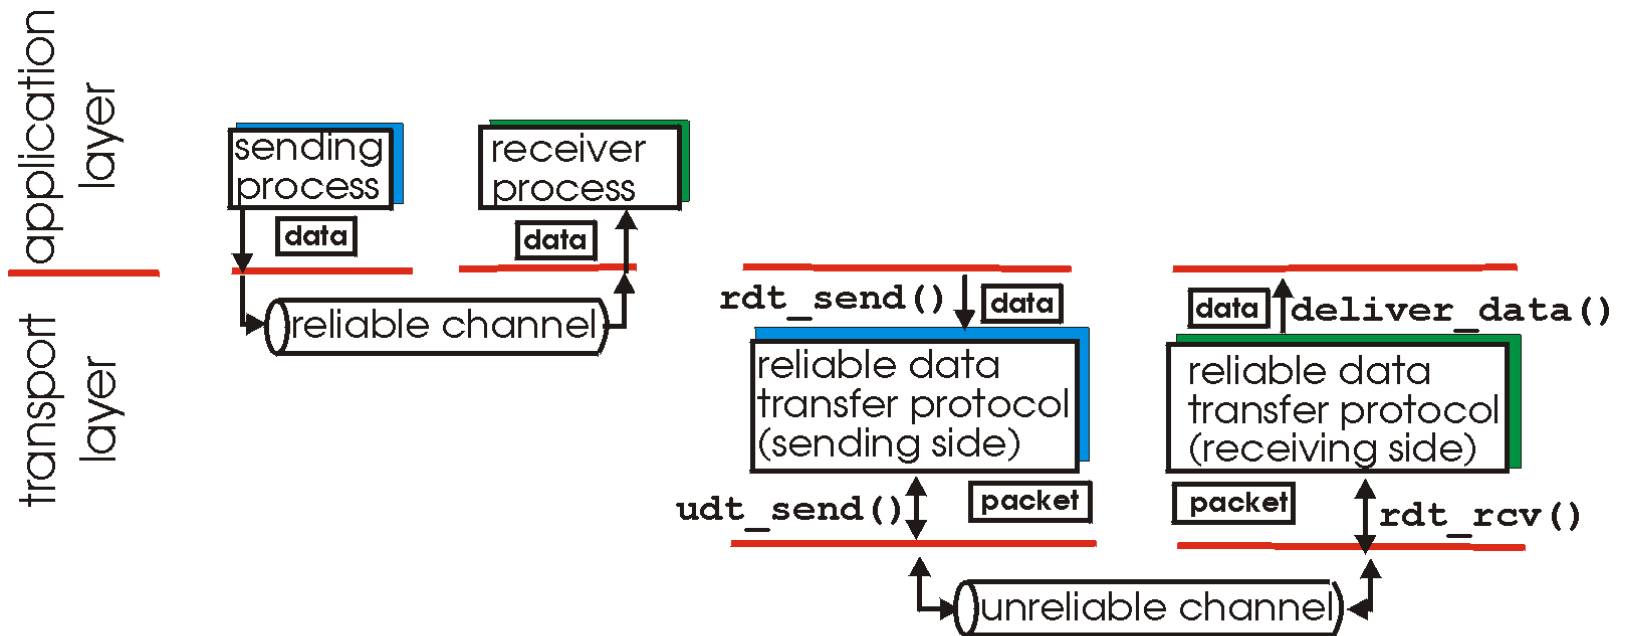 application
layer
transport
layer
sending
process
data
receiver
process
data
reliable channel
rdt_send()
data
reliable data
transfer protocol
(sending side)
udt_send()
packet
data
deliver_data()
reliable data
transfer protocol
(receiving side)
packet
rdt_rcv()
unreliable channel